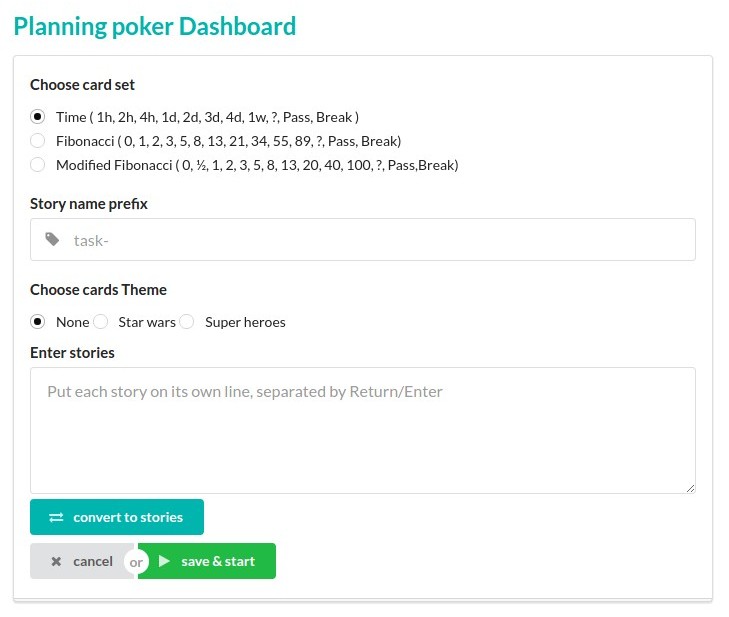 Planning poker Dashboard
Choose card set
Time ( 1h, 2h, 4h, 1d, 2d, 3d, 4d, 1w, ?, Pass, Break )
Fibonacci ( 0, 1, 2, 3, 5, 8, 13, 21, 34, 55, 89, ?, Pass, Break)
Modified Fibonacci ( 0, ½, 1, 2, 3, 5, 8, 13, 20, 40, 100, ?, Pass,Break)
Story name prefix
task-
Choose cards Theme
None Star wars Super heroes
Enter stories
Put each story on its own line, separated by Return/Enter
convert to stories
cancel or save & start